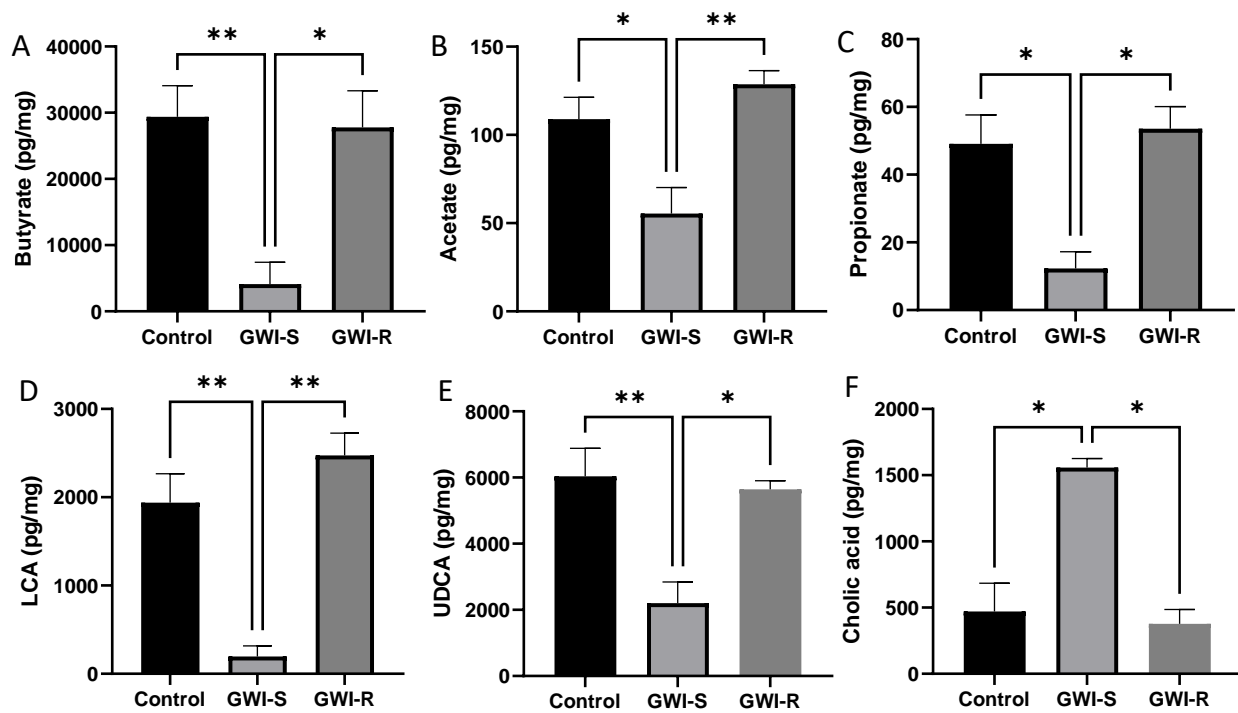 A
Butyrate (pg/mg)
40000
30000
20000
10000
0
** *
Control GWI-S GWI-R
B
Acetate (pg/mg)
150
100
50
0
* **
Control GWI-S GWI-R
C
Propionate (pg/mg)
80
60
40
20
0
* *
Control GWI-S GWI-R
D
LCA (pg/mg)
3000
2000
1000
0
** **
Control GWI-S GWI-R
E
UDCA (pg/mg)
8000
6000
4000
2000
0
** *
Control GWI-S GWI-R
F
Cholic acid (pg/mg)
2000
1500
1000
500
0
* *
Control GWI-S GWI-R